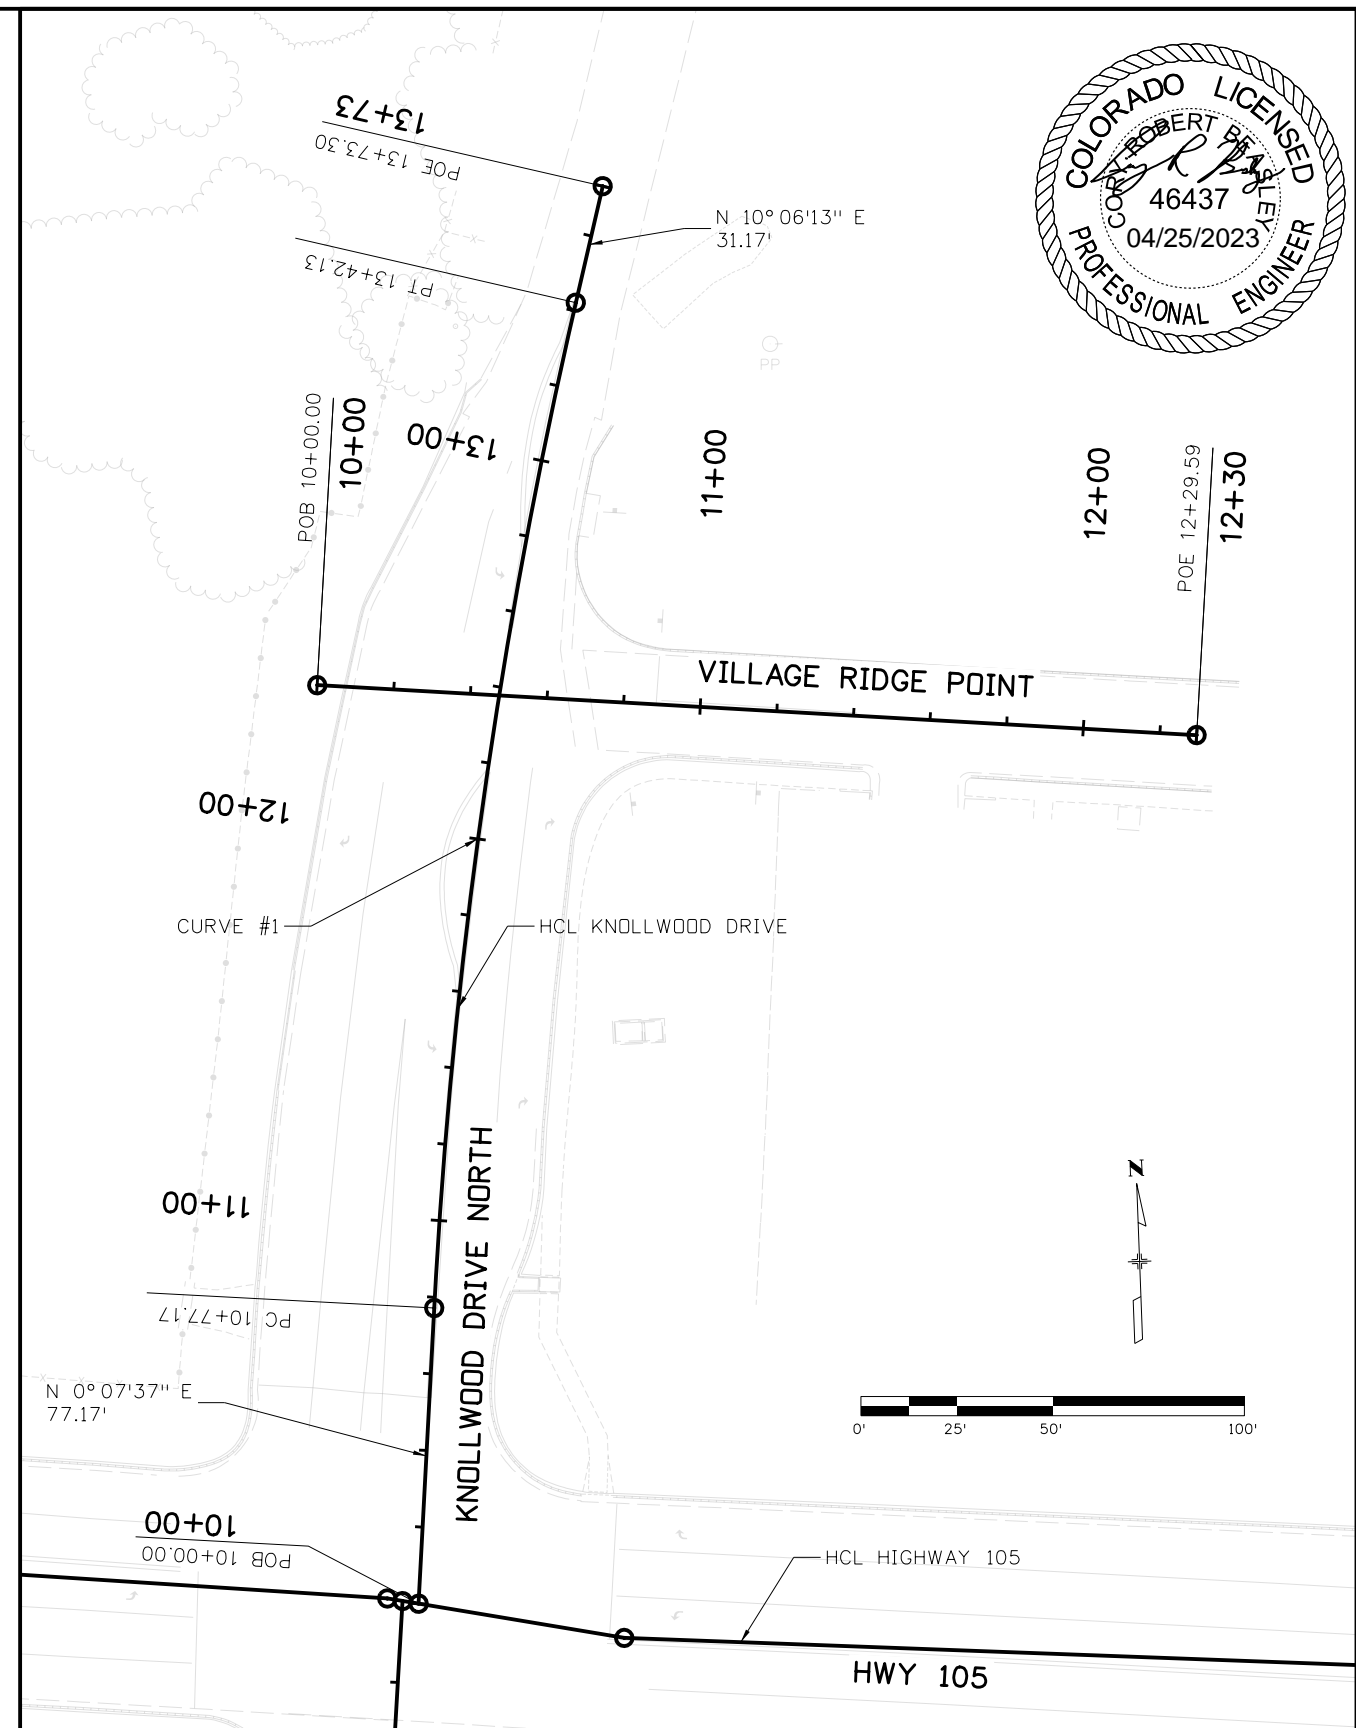 COLORADO LICENSED
PROFESSIONAL ENGINEER
CORY ROBERT BEASLEY
46437
04/25/2023
13+73
POE 13+73.30
N 10°06'13" E
31.17'
PT 13+42.13
PP
POB 10+00.00
10+00
13+00
11+00
12+00
POE 12+29.59
12+30
VILLAGE RIDGE POINT
12+00
CURVE #1
HCL KNOLLWOOD DRIVE
KNOLLWOOD DRIVE NORTH
11+00
N
PC 10+77.17
N 0°07'37" E
77.17'
0'
25'
50'
100'
10+00
POB 10+00.00
HCL HIGHWAY 105
HWY 105